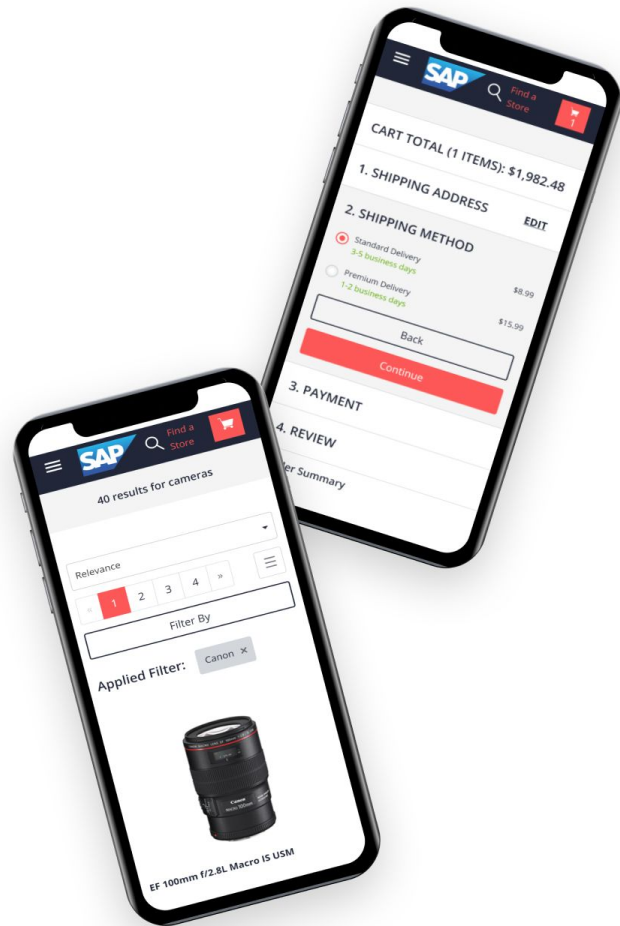 SAP
Find a
Store
1
CART TOTAL (1 ITEMS): $1,982.48
1. SHIPPING ADDRESS
EDIT
2. SHIPPING METHOD
Standard Delivery
3-5 business days
$8.99
Premium Delivery
1-2 business days
$15.99
Back
Continue
3. PAYMENT
4. REVIEW
der Summary
SAP
Find a
Store
40 results for cameras
Relevance
« 1 2 3 4 »
Filter By
Applied Filter: Canon ×
Canon
EF 100mm f/2.8L Macro IS USM